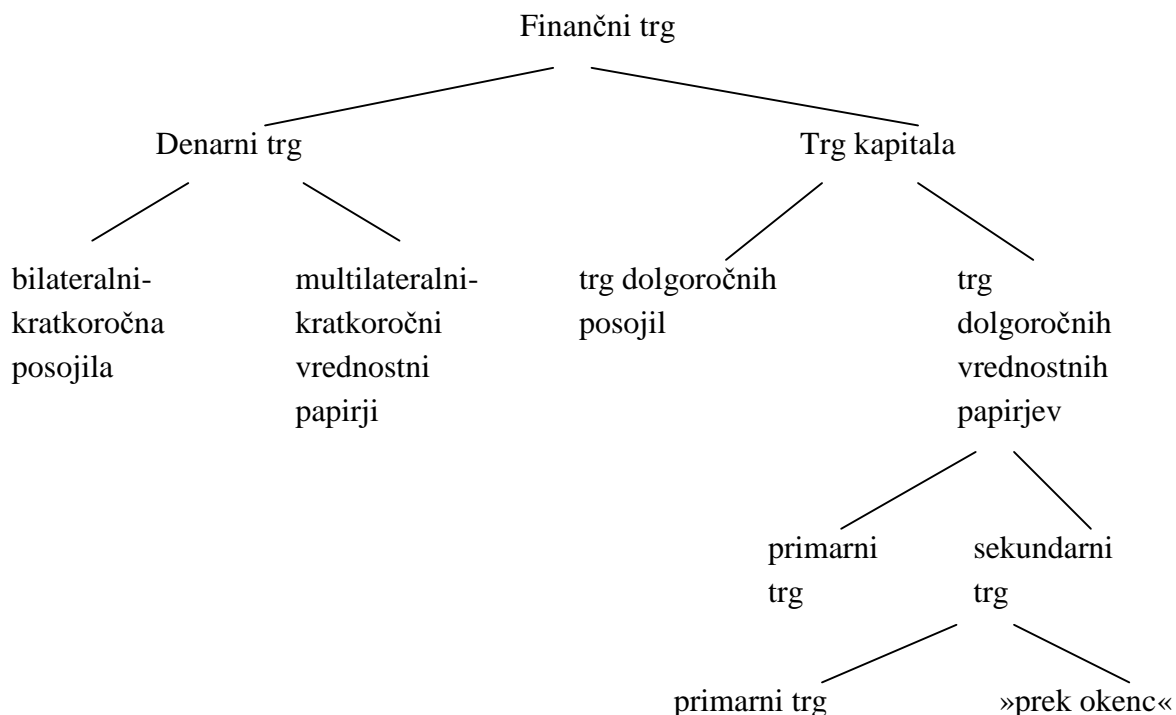 Finančni trg
Denarni trg
Trg kapitala
bilateralni-
kratkoročna
posojila
multilateralni-
kratkoročni
vrednostni
papirji
trg dolgoročnih
posojil
trg
dolgoročnih
vrednostnih
papirjev
primarni
trg
sekundarni
trg
primarni trg
»prek okenc«